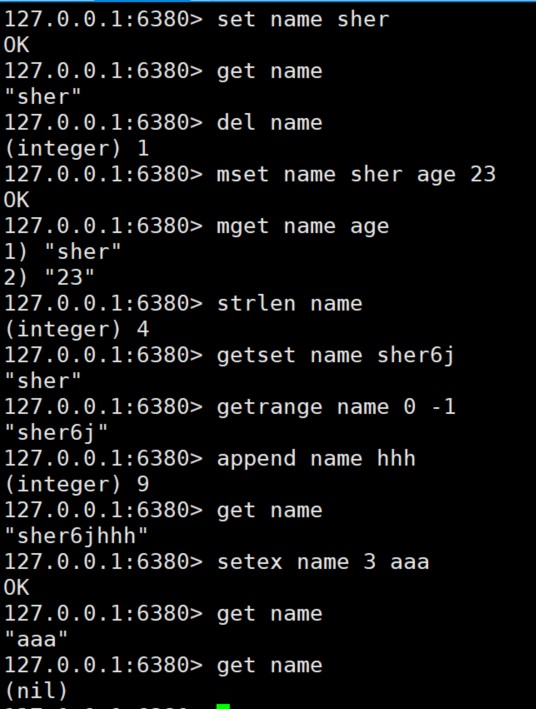 127.0.0.1:6380> set name sher
OK
127.0.0.1:6380> get name
"sher"
127.0.0.1:6380> del name
(integer) 1
127.0.0.1:6380> mset name sher age 23
OK
127.0.0.1:6380> mget name age
1) "sher"
2) "23"
127.0.0.1:6380> strlen name
(integer) 4
127.0.0.1:6380> getset name sher6j
"sher"
127.0.0.1:6380> getrange name 0 -1
"sher6j"
127.0.0.1:6380> append name hhh
(integer) 9
127.0.0.1:6380> get name
"sher6jhhh"
127.0.0.1:6380> setex name 3 aaa
OK
127.0.0.1:6380> get name
"aaa"
127.0.0.1:6380> get name
(nil)